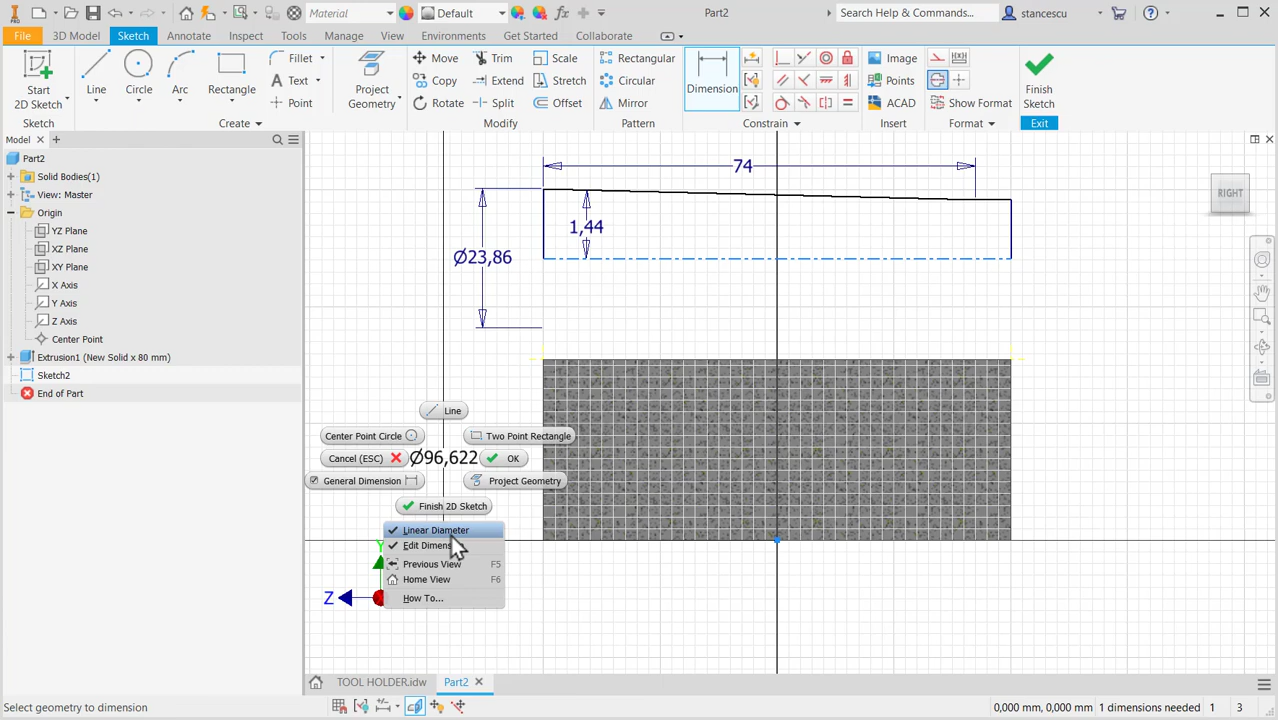 Material
Default
Part2
Search Help & Commands...
stancescu
File
3D Model
Sketch
Annotate
Inspect
Tools
Manage
View
Environments
Get Started
Collaborate
Start
2D Sketch
Line
Circle
Arc
Rectangle
Fillet
Text
Point
Project
Geometry
Move
Copy
Rotate
Trim
Extend
Split
Scale
Stretch
Offset
Rectangular
Circular
Mirror
Dimension
Image
Points
ACAD
Show Format
Finish
Sketch
Sketch
Create
Modify
Pattern
Constrain
Insert
Format
Exit
Model
Part2
Solid Bodies(1)
View: Master
Origin
YZ Plane
XZ Plane
XY Plane
X Axis
Y Axis
Z Axis
Center Point
Extrusion1 (New Solid x 80 mm)
Sketch2
End of Part
74
1,44
Ø23,86
RIGHT
Line
Center Point Circle
Two Point Rectangle
Cancel (ESC)
Ø96,622
OK
General Dimension
Project Geometry
Finish 2D Sketch
Linear Diameter
Edit Dimens
Previous View F5
Home View F6
How To...
Y
Z
TOOL HOLDER.idw
Part2
Select geometry to dimension
0,000 mm, 0,000 mm
1 dimensions needed
1
3